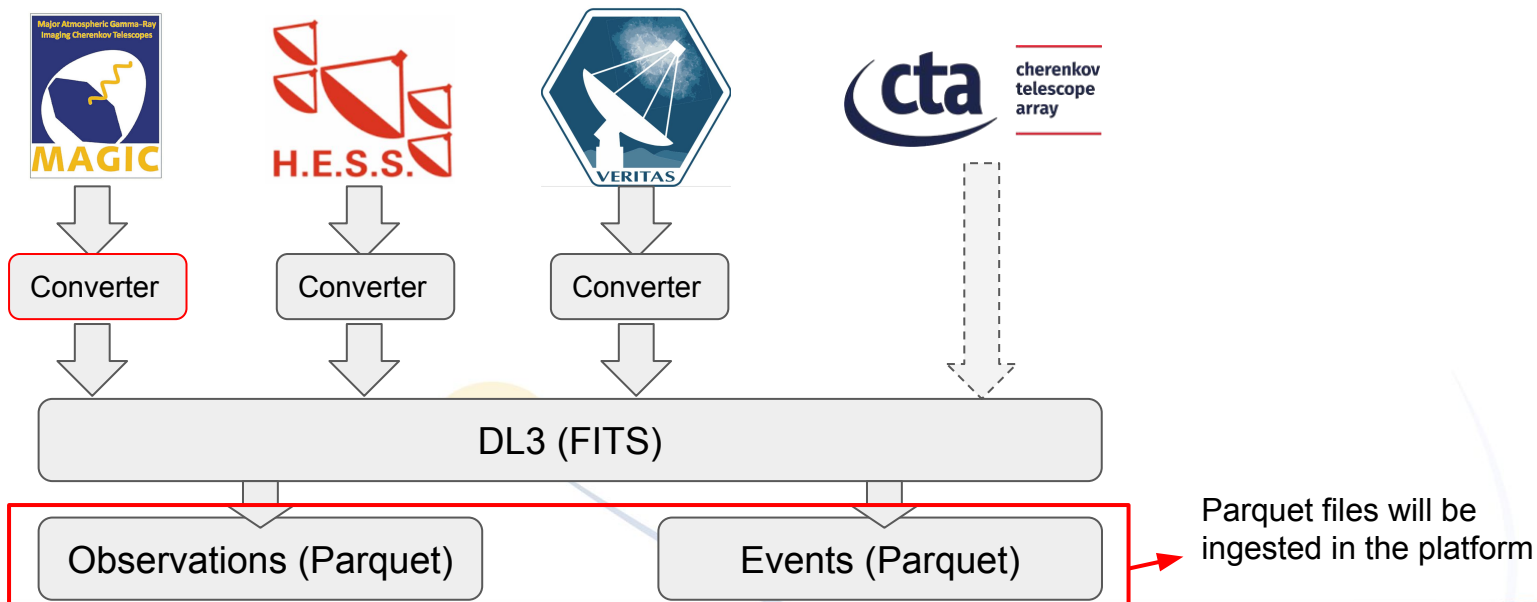 Major Atmospheric Gamma-Ray
Imaging Cherenkov Telescopes
MAGIC
H.E.S.S.
VERITAS
cta
cherenkov
telescope
array
Converter
Converter
Converter
DL3 (FITS)
Observations (Parquet)
Events (Parquet)
Parquet files will be
ingested in the platform